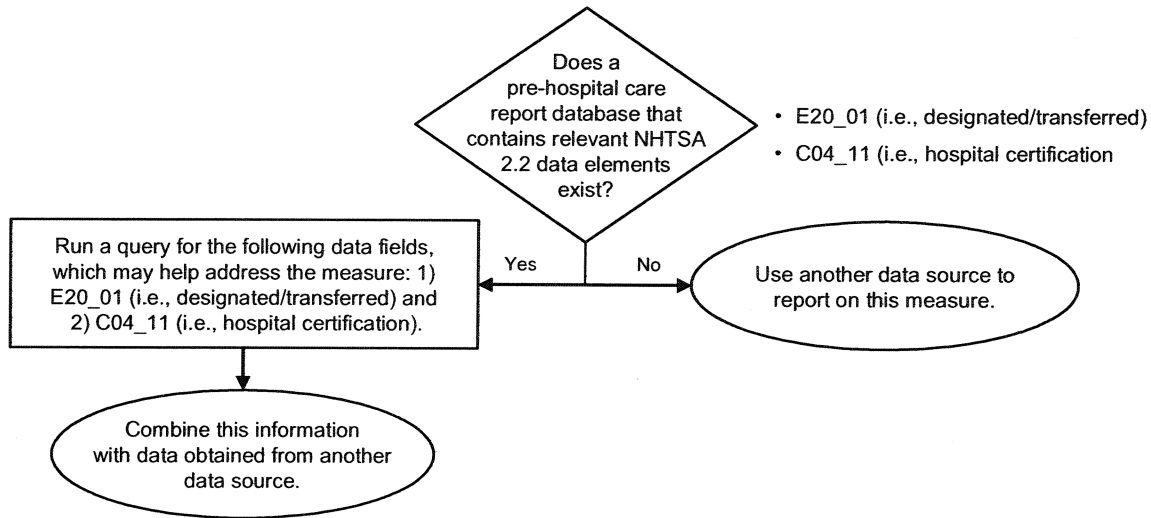 Does a
pre-hospital care
report database that
contains relevant NHTSA
2.2 data elements
exist?
• E20_01 (i.e., designated/transferred)
• C04_11 (i.e., hospital certification
Yes
No
Run a query for the following data fields,
which may help address the measure: 1)
E20_01 (i.e., designated/transferred) and
2) C04_11 (i.e., hospital certification).
Use another data source to
report on this measure.
Combine this information
with data obtained from another
data source.